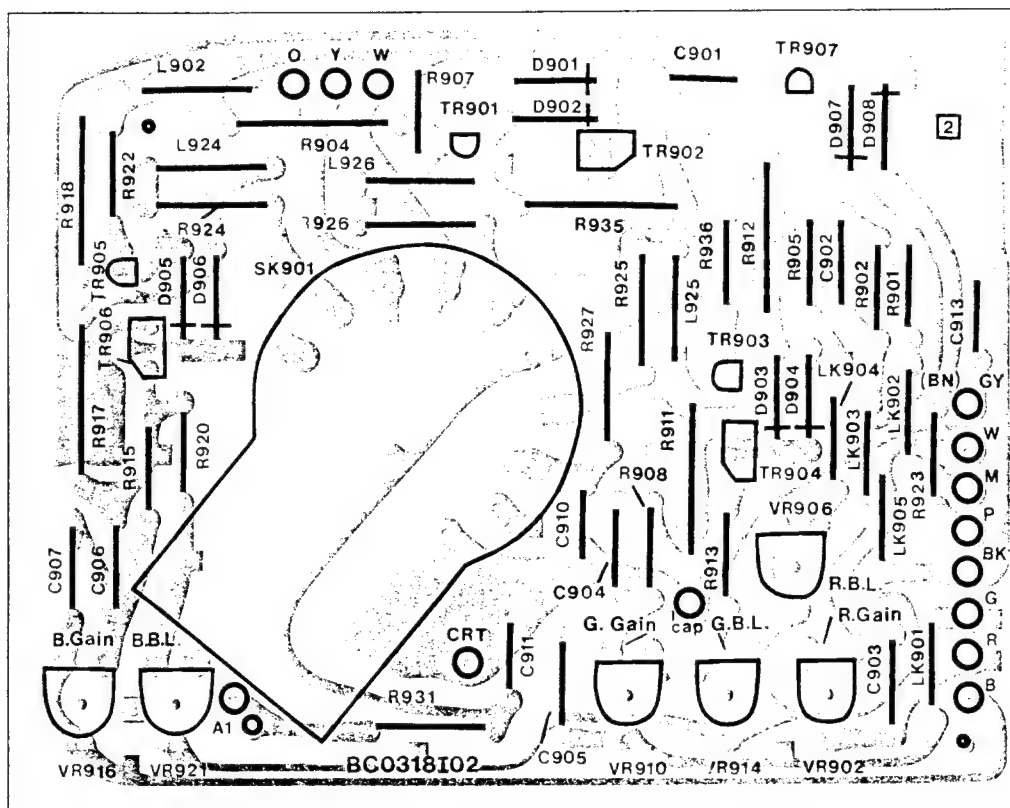 O Y W
L902
R907
D901
C901
TR907
TR901
D902
D907
D908
2
R904
L924
L926
TR902
R922
R918
R924
R926
R935
R936
R912
R905
C902
R902
R901
SK901
TR905
D905
D906
R925
L925
C913
TR906
R927
TR903
D903
D904
LK904
LK902
(BN) GY
R917
R915
R920
R911
LK903
W
R908
TR904
M
R923
LK905
C910
VR906
P
C907
C906
C904
R913
BK
R.B.L.
B.Gain
B.B.L.
CRT
C911
G. Gain
cap
G.B.L.
R.Gain
G
C903
LK901
R
B
A1
R931
BC0318I02
C905
VR916
VR921
VR910
VR914
VR902